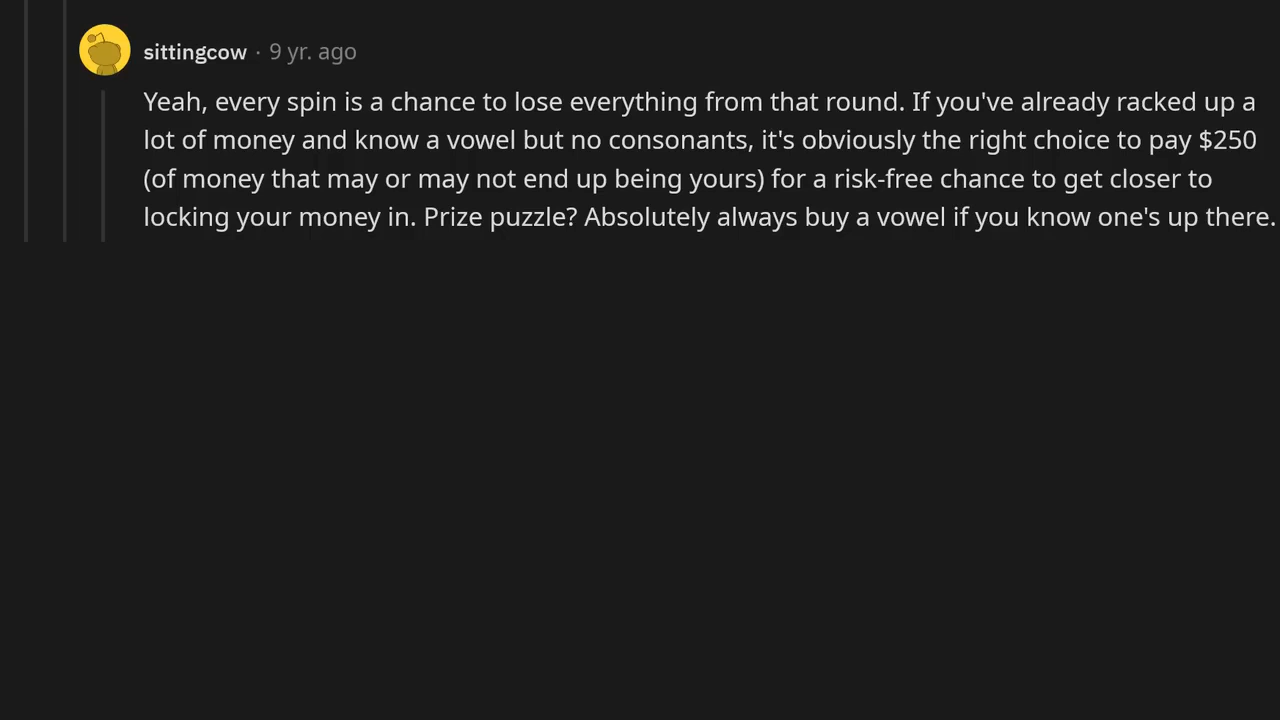 sittingcow · 9 yr. ago
Yeah, every spin is a chance to lose everything from that round. If you've already racked up a
lot of money and know a vowel but no consonants, it's obviously the right choice to pay $250
(of money that may or may not end up being yours) for a risk-free chance to get closer to
locking your money in. Prize puzzle? Absolutely always buy a vowel if you know one's up there.